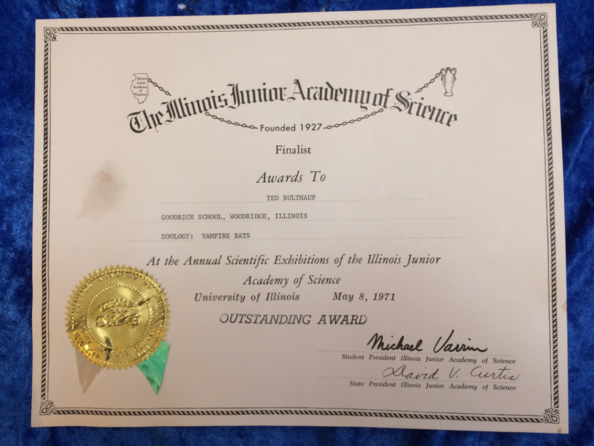 The Illinois Junior Academy of Science
Founded 1927
Finalist
Awards To
TED BULTHAUP
GOODRICH SCHOOL, WOODRIDGE, ILLINOIS
ZOOLOGY: VAMPIRE BATS
At the Annual Scientific Exhibitions of the Illinois Junior
Academy of Science
University of Illinois May 8, 1971
OUTSTANDING AWARD
Michael Varrin
Student President Illinois Junior Academy of Science
David V. Curtis
State President Illinois Junior Academy of Science